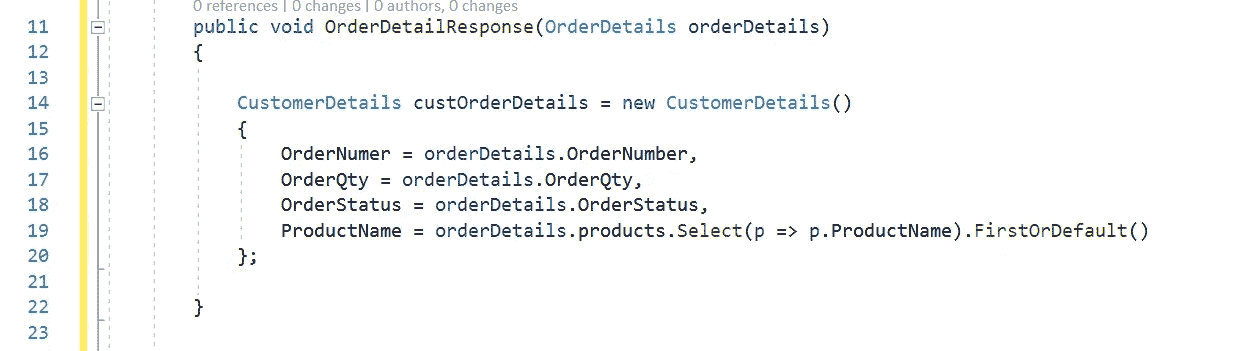 0 references | 0 changes | 0 authors, 0 changes
11 public void OrderDetailResponse(OrderDetails orderDetails)
12 {
13
14 CustomerDetails custOrderDetails = new CustomerDetails()
15 {
16 OrderNumer = orderDetails.OrderNumber,
17 OrderQty = orderDetails.OrderQty,
18 OrderStatus = orderDetails.OrderStatus,
19 ProductName = orderDetails.products.Select(p => p.ProductName).FirstOrDefault()
20 };
21
22 }
23